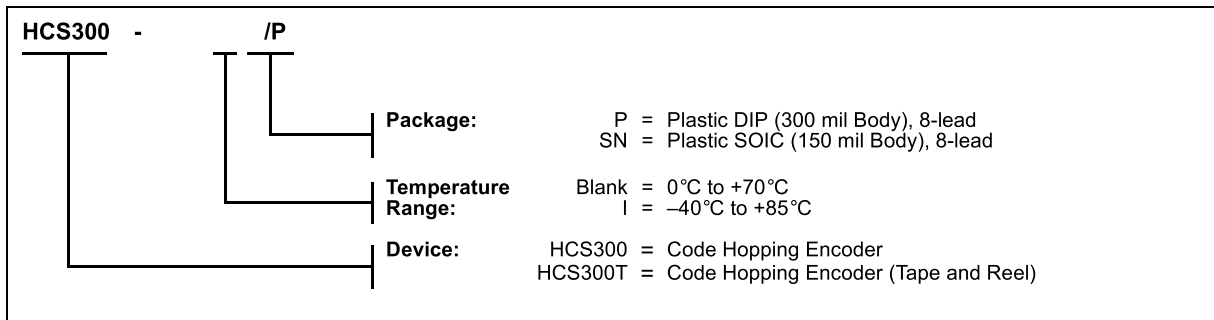 HCS300 - /P
Package: P = Plastic DIP (300 mil Body), 8-lead
SN = Plastic SOIC (150 mil Body), 8-lead
Temperature Blank = 0°C to +70°C
Range: I = –40°C to +85°C
Device: HCS300 = Code Hopping Encoder
HCS300T = Code Hopping Encoder (Tape and Reel)